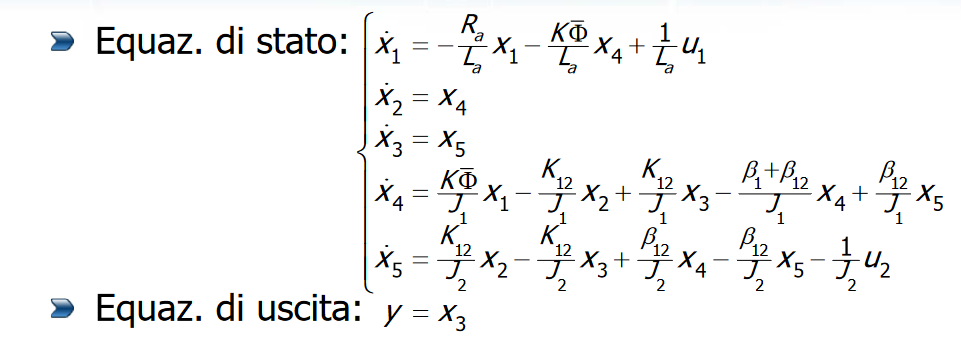 Equaz. di stato: { ẋ₁ = −(Rₐ/Lₐ) x₁ − (KΦ̄/Lₐ) x₄ + (1/Lₐ) u₁
ẋ₂ = x₄
ẋ₃ = x₅
ẋ₄ = (KΦ̄/J₁) x₁ − (K₁₂/J₁) x₂ + (K₁₂/J₁) x₃ − ((β₁+β₁₂)/J₁) x₄ + (β₁₂/J₁) x₅
ẋ₅ = (K₁₂/J₂) x₂ − (K₁₂/J₂) x₃ + (β₁₂/J₂) x₄ − (β₁₂/J₂) x₅ − (1/J₂) u₂
Equaz. di uscita: y = x₃